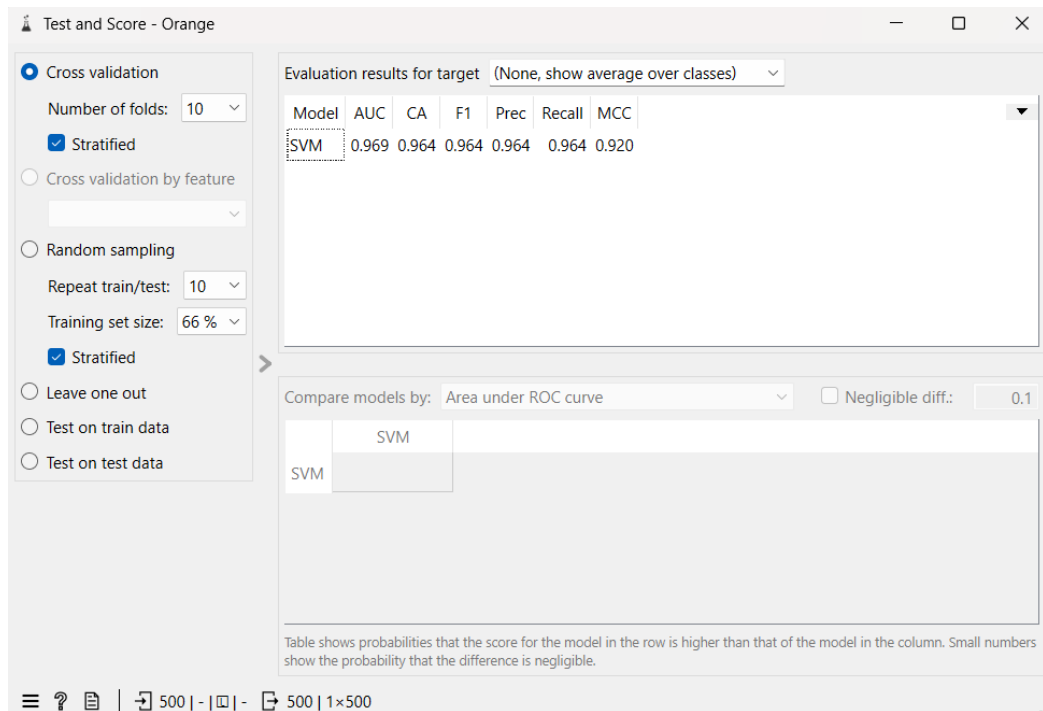 Test and Score - Orange
Cross validation
Number of folds: 10
Stratified
Cross validation by feature
Random sampling
Repeat train/test: 10
Training set size: 66 %
Stratified
Leave one out
Test on train data
Test on test data
Evaluation results for target (None, show average over classes)
Model AUC CA F1 Prec Recall MCC
SVM 0.969 0.964 0.964 0.964 0.964 0.920
Compare models by: Area under ROC curve Negligible diff.: 0.1
SVM
SVM
Table shows probabilities that the score for the model in the row is higher than that of the model in the column. Small numbers
show the probability that the difference is negligible.
? 500 | - | | - 500 | 1×500